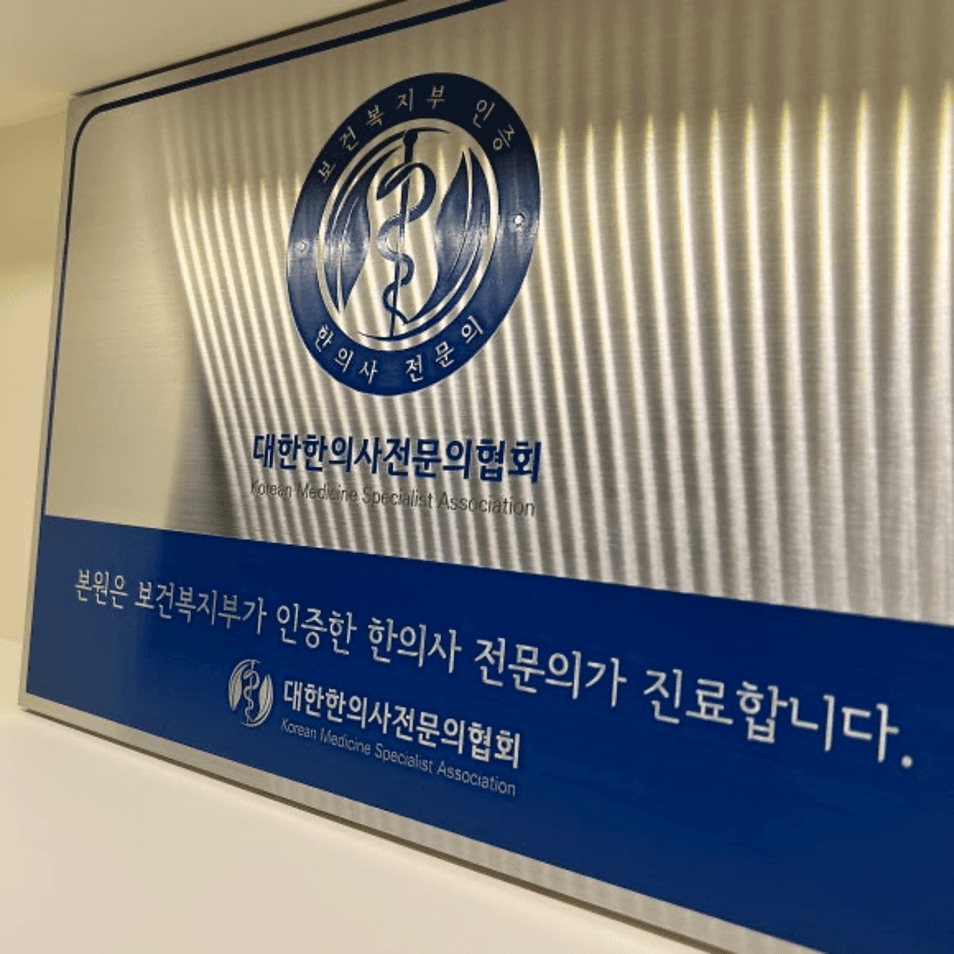 보건복지부 인증
한의사 전문의
대한한의사전문의협회
Korean Medicine Specialist Association
본원은 보건복지부가 인증한 한의사 전문의가 진료합니다.
대한한의사전문의협회
Korean Medicine Specialist Association